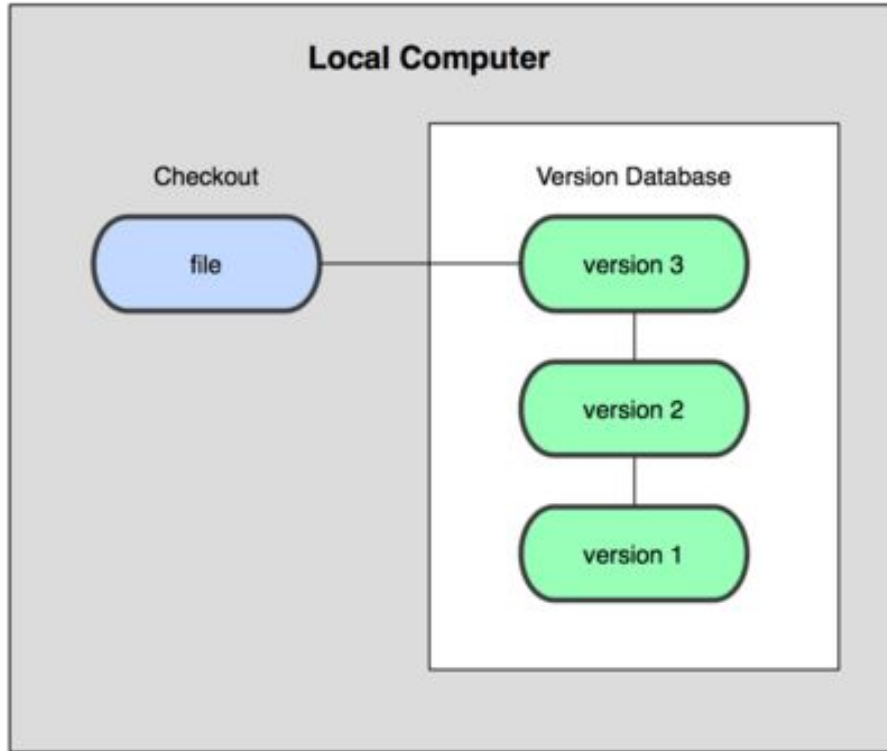 Local Computer
Checkout
Version Database
file
version 3
version 2
version 1